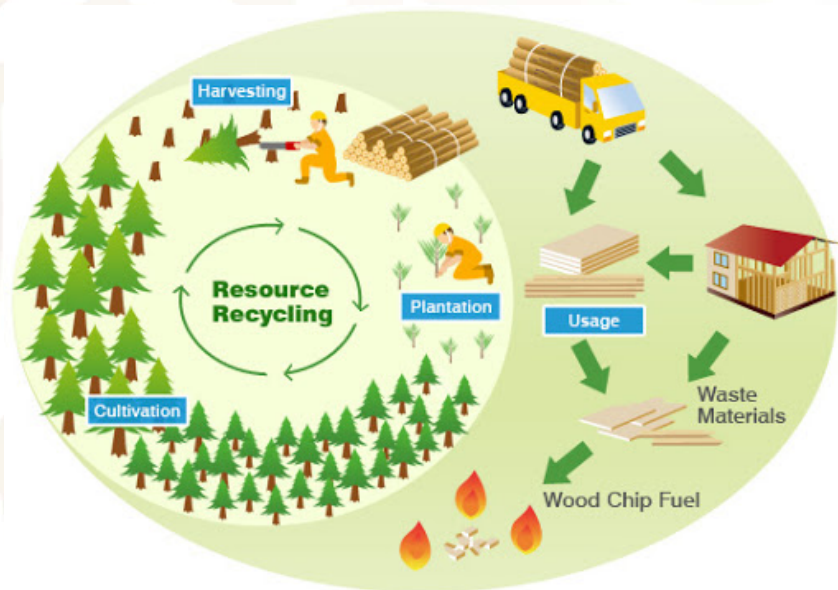 Harvesting
Resource
Recycling
Plantation
Cultivation
Usage
Waste
Materials
Wood Chip Fuel